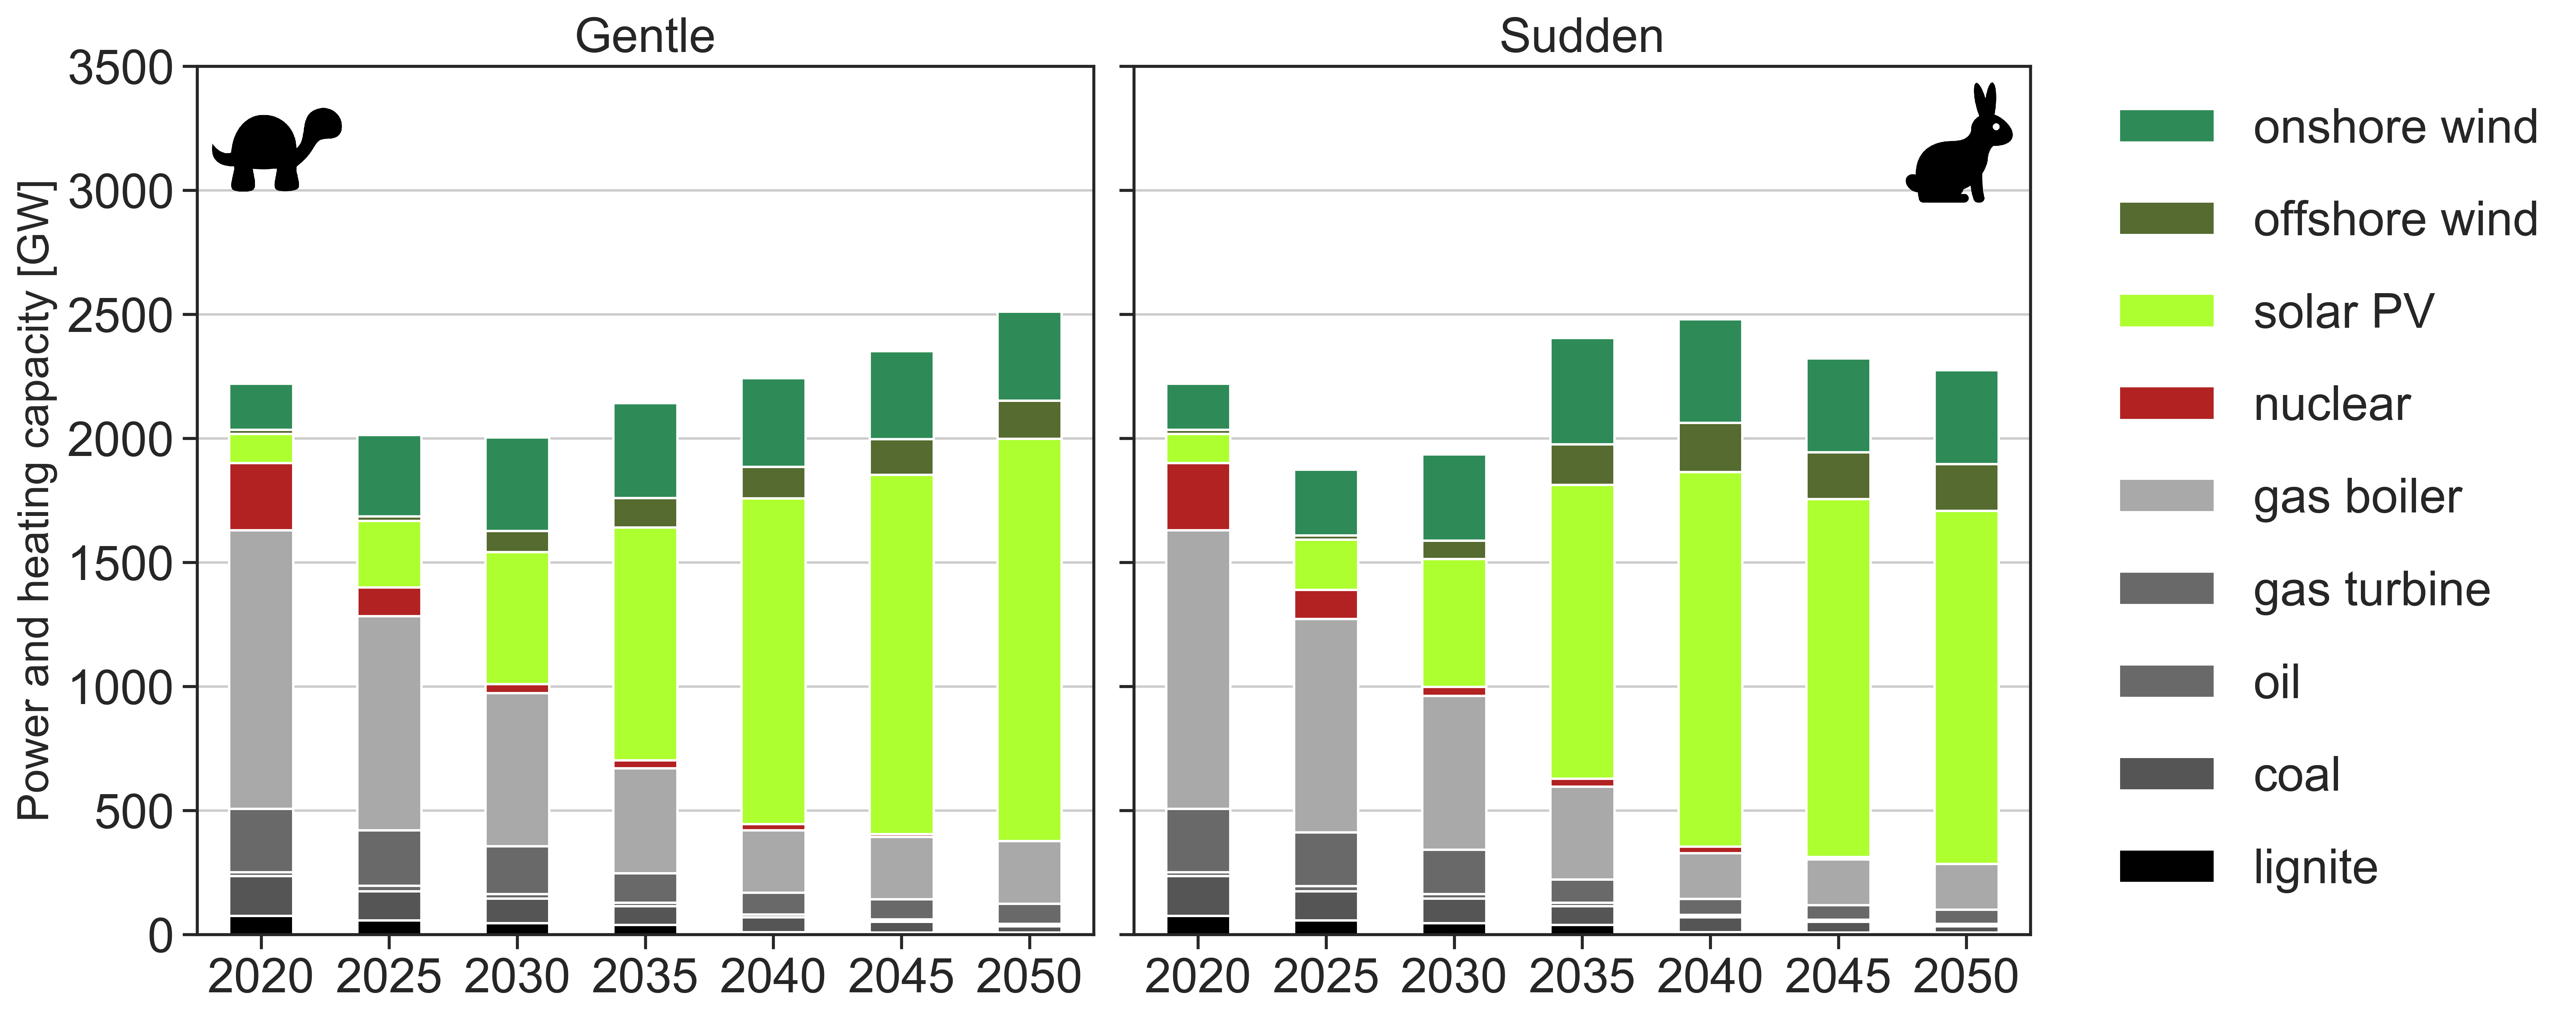 Gentle
Sudden
Power and heating capacity [GW]
3500
3000
2500
2000
1500
1000
500
0
2020 2025 2030 2035 2040 2045 2050
2020 2025 2030 2035 2040 2045 2050
onshore wind
offshore wind
solar PV
nuclear
gas boiler
gas turbine
oil
coal
lignite